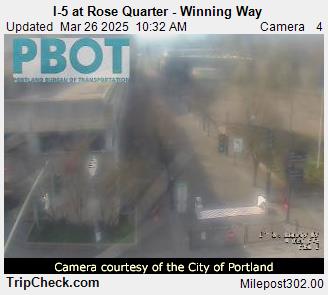 I-5 at Rose Quarter - Winning Way
Updated Mar 26 2025 10:32 AM Camera 4
PBOT
PORTLAND BUREAU OF TRANSPORTATION
Camera courtesy of the City of Portland
TripCheck.com Milepost302.00